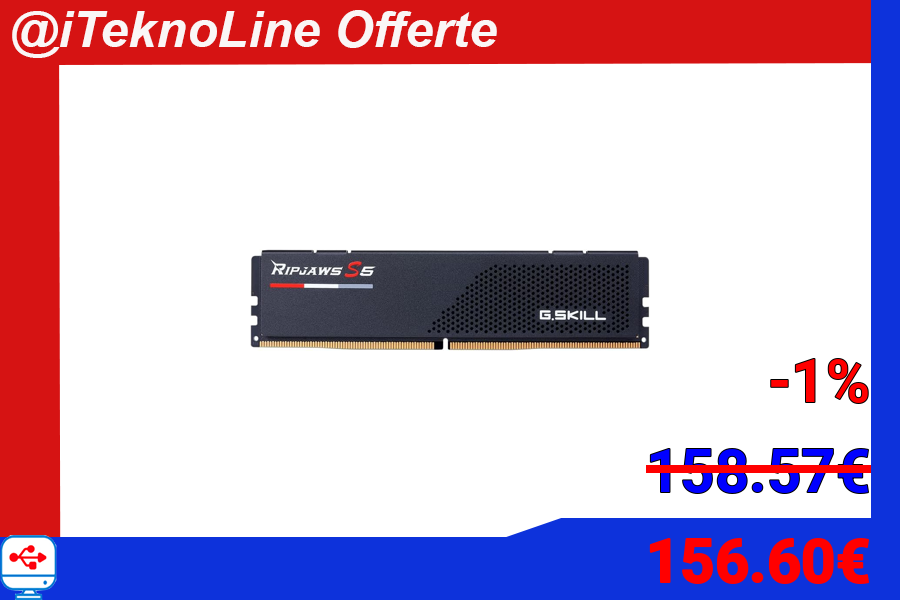 @iTeknoLine Offerte
RIPJAWS S5
G.SKILL
-1%
158.57€
156.60€